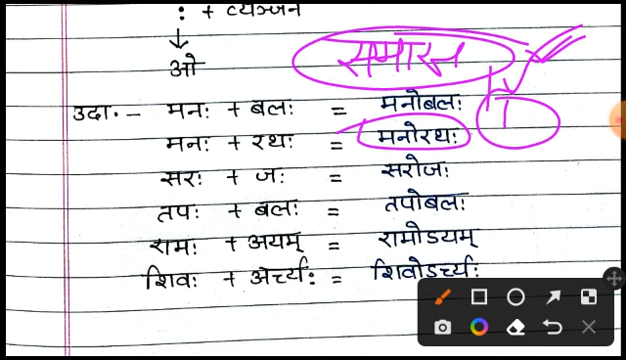 : + व्यञ्जन
↓
ओ
समास
उदा·- मनः + बलः = मनोबलः
मनः + रथः = मनोरथः
सरः + जः = सरोजः
तपः + बलः = तपोबलः
रामः + अयम् = रामोऽयम्
शिवः + अर्च्यः = शिवोऽर्च्यः